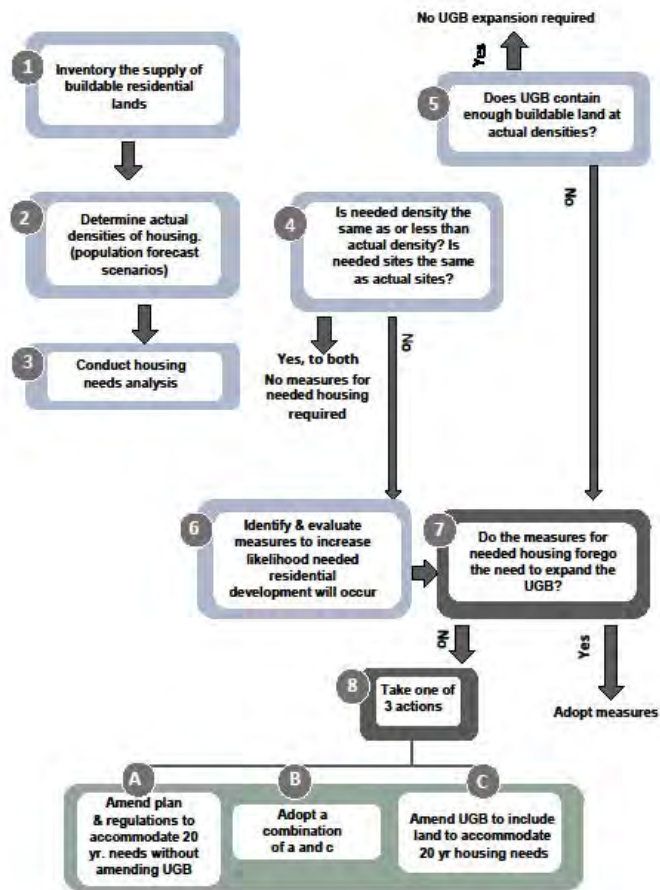 1
Inventory the supply of
buildable residential
lands
2
Determine actual
densities of housing.
(population forecast
scenarios)
3
Conduct housing
needs analysis
4
Is needed density the
same as or less than
actual density? Is
needed sites the same
as actual sites?
Yes, to both
No measures for
needed housing
required
No
No UGB expansion required
Yes
5
Does UGB contain
enough buildable land at
actual densities?
No
6
Identify & evaluate
measures to increase
likelihood needed
residential
development will occur
7
Do the measures for
needed housing forego
the need to expand the
UGB?
No
Yes
Adopt measures
8
Take one of
3 actions
A
Amend plan
& regulations to
accommodate 20
yr. needs without
amending UGB
B
Adopt a
combination
of a and c
C
Amend UGB to include
land to accommodate
20 yr housing needs